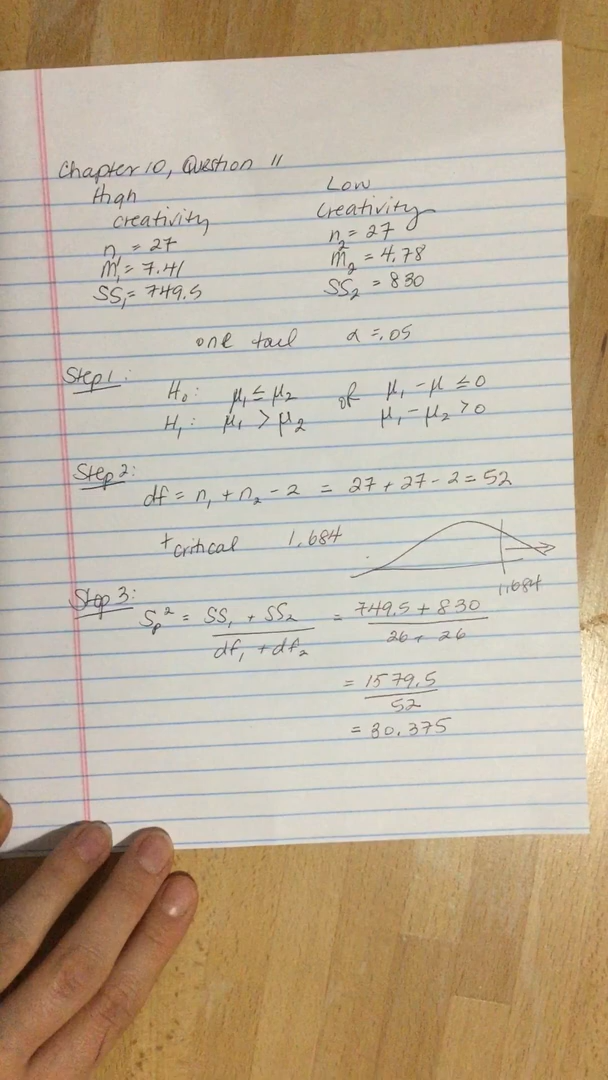 Chapter 10, Question 11
High creativity
n₁ = 27
m₁ = 7.41
SS₁ = 749.5
Low Creativity
n₂ = 27
m₂ = 4.78
SS₂ = 830
one tail α = .05
Step 1:
H₀: μ₁ ≤ μ₂ of μ₁ - μ ≤ 0
H₁: μ₁ > μ₂ μ₁ - μ₂ > 0
Step 2:
df = n₁ + n₂ - 2 = 27 + 27 - 2 = 52
t critical 1.684
1.684
Step 3:
Sp² = SS₁ + SS₂ / df₁ + df₂ = 749.5 + 830 / 26 + 26
= 1579.5 / 52
= 30.375